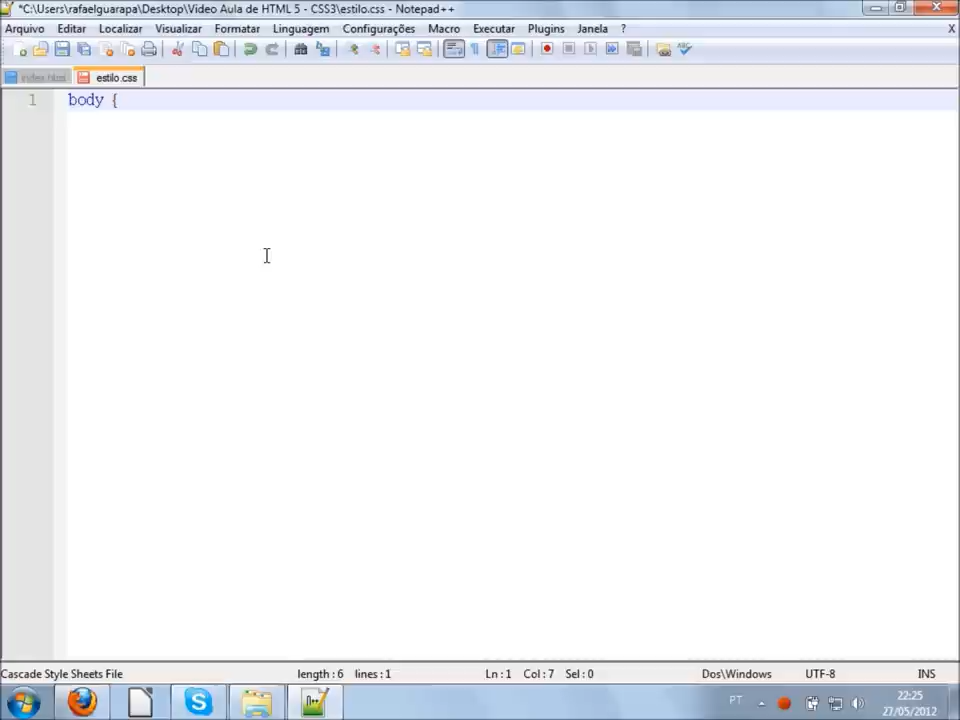 *C:\Users\rafaelguarapa\Desktop\Video Aula de HTML 5 - CSS3\estilo.css - Notepad++
Arquivo Editar Localizar Visualizar Formatar Linguagem Configurações Macro Executar Plugins Janela ? X
index.html estilo.css
1 body {
Cascade Style Sheets File length : 6 lines : 1 Ln : 1 Col : 7 Sel : 0 Dos\Windows UTF-8 INS
PT 22:25
27/05/2012